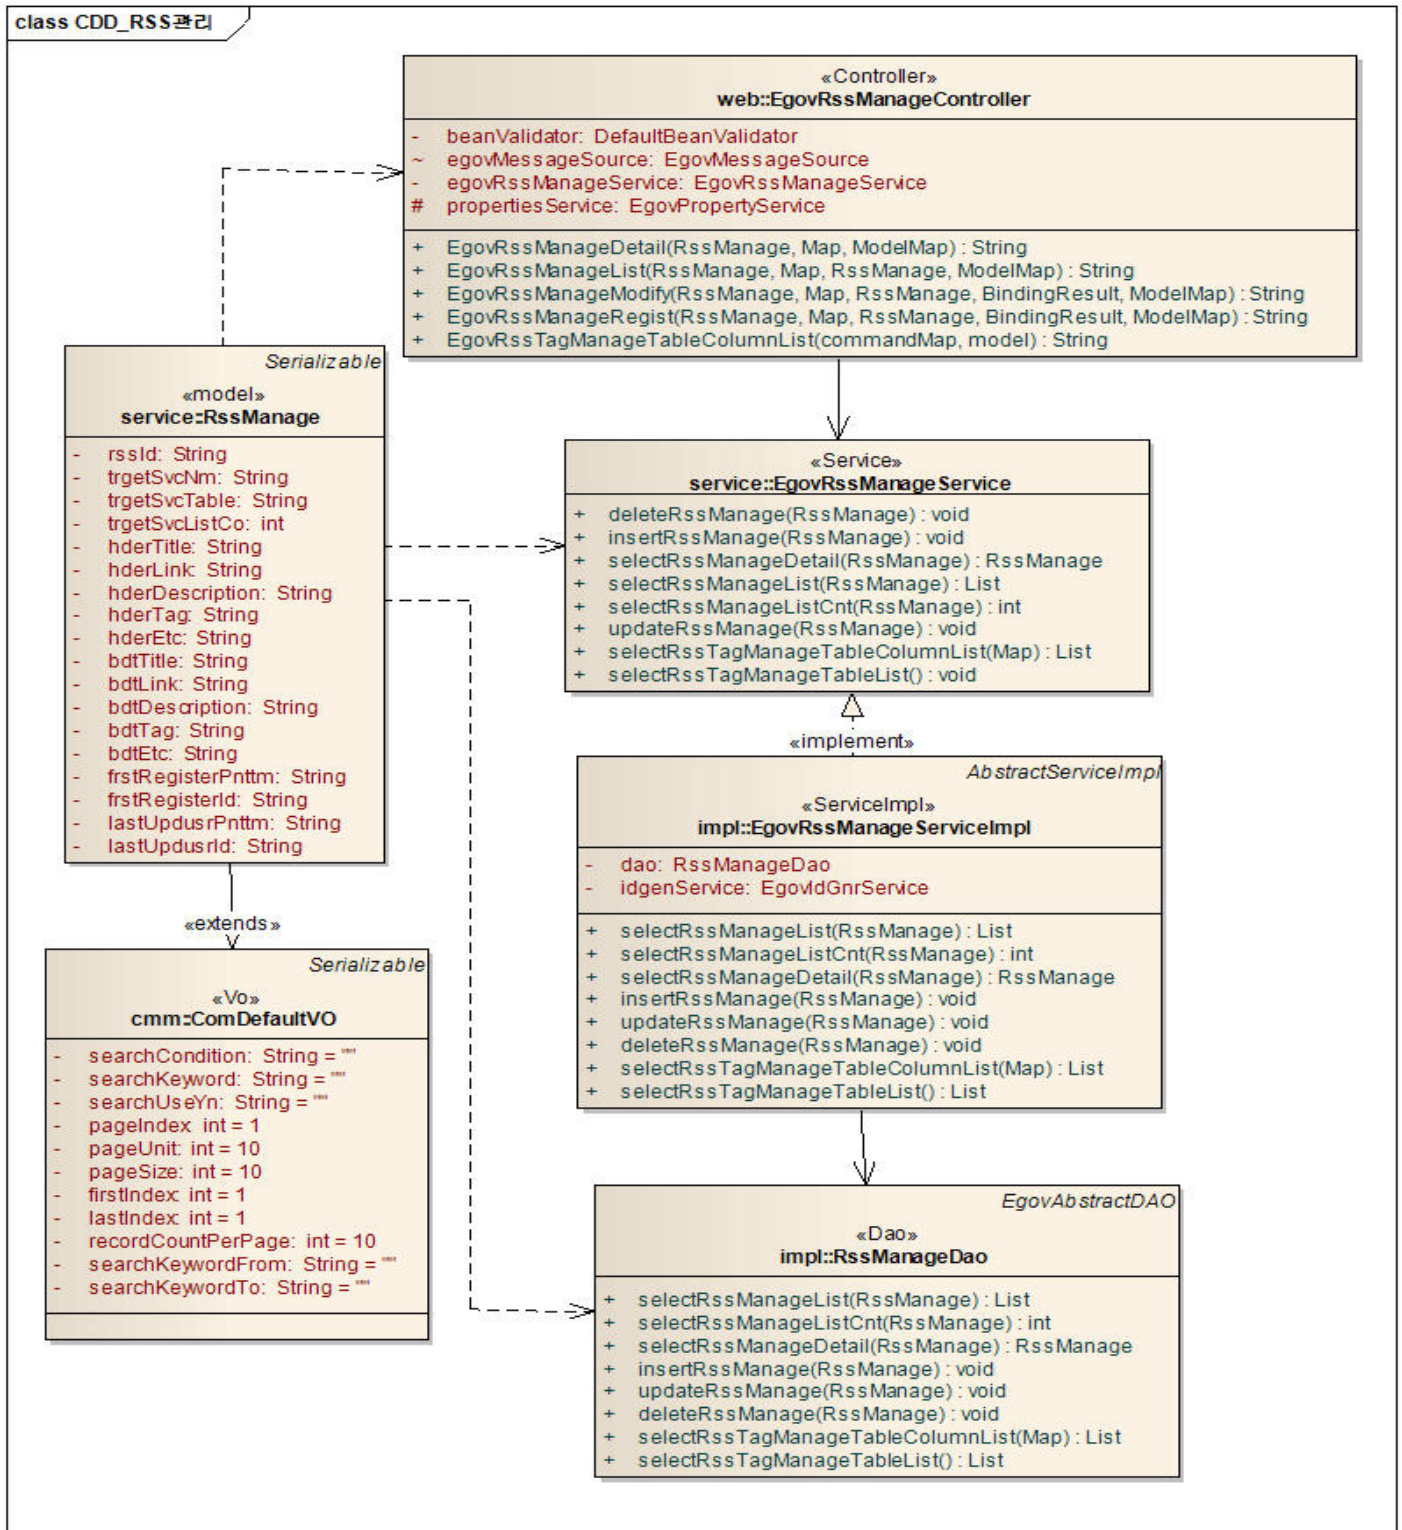 class CDD_RSS관리
«Controller»
web::EgovRssManageController
- beanValidator: DefaultBeanValidator
~ egovMessageSource: EgovMessageSource
- egovRssManageService: EgovRssManageService
# propertiesService: EgovPropertyService
+ EgovRssManageDetail(RssManage, Map, ModelMap) : String
+ EgovRssManageList(RssManage, Map, RssManage, ModelMap) : String
+ EgovRssManageModify(RssManage, Map, RssManage, BindingResult, ModelMap) : String
+ EgovRssManageRegist(RssManage, Map, RssManage, BindingResult, ModelMap) : String
+ EgovRssTagManageTableColumnList(commandMap, model) : String
Serializable
«model»
service::RssManage
- rssId: String
- trgetSvcNm: String
- trgetSvcTable: String
- trgetSvcListCo: int
- hderTitle: String
- hderLink: String
- hderDescription: String
- hderTag: String
- hderEtc: String
- bdtTitle: String
- bdtLink: String
- bdtDescription: String
- bdtTag: String
- bdtEtc: String
- frstRegisterPnttm: String
- frstRegisterId: String
- lastUpdusrPnttm: String
- lastUpdusrId: String
«extends»
Serializable
«Vo»
cmm::ComDefaultVO
- searchCondition: String = ""
- searchKeyword: String = ""
- searchUseYn: String = ""
- pageIndex: int = 1
- pageUnit: int = 10
- pageSize: int = 10
- firstIndex: int = 1
- lastIndex: int = 1
- recordCountPerPage: int = 10
- searchKeywordFrom: String = ""
- searchKeywordTo: String = ""
«Service»
service::EgovRssManageService
+ deleteRssManage(RssManage) : void
+ insertRssManage(RssManage) : void
+ selectRssManageDetail(RssManage) : RssManage
+ selectRssManageList(RssManage) : List
+ selectRssManageListCnt(RssManage) : int
+ updateRssManage(RssManage) : void
+ selectRssTagManageTableColumnList(Map) : List
+ selectRssTagManageTableList() : void
«implement»
AbstractServiceImpl
«ServiceImpl»
impl::EgovRssManageServiceImpl
- dao: RssManageDao
- idgenService: EgovIdGnrService
+ selectRssManageList(RssManage) : List
+ selectRssManageListCnt(RssManage) : int
+ selectRssManageDetail(RssManage) : RssManage
+ insertRssManage(RssManage) : void
+ updateRssManage(RssManage) : void
+ deleteRssManage(RssManage) : void
+ selectRssTagManageTableColumnList(Map) : List
+ selectRssTagManageTableList() : List
EgovAbstractDAO
«Dao»
impl::RssManageDao
+ selectRssManageList(RssManage) : List
+ selectRssManageListCnt(RssManage) : int
+ selectRssManageDetail(RssManage) : RssManage
+ insertRssManage(RssManage) : void
+ updateRssManage(RssManage) : void
+ deleteRssManage(RssManage) : void
+ selectRssTagManageTableColumnList(Map) : List
+ selectRssTagManageTableList() : List